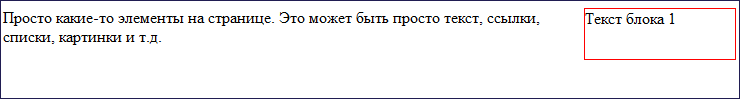 Просто какие-то элементы на странице. Это может быть просто текст, ссылки,
списки, картинки и т.д.
Текст блока 1